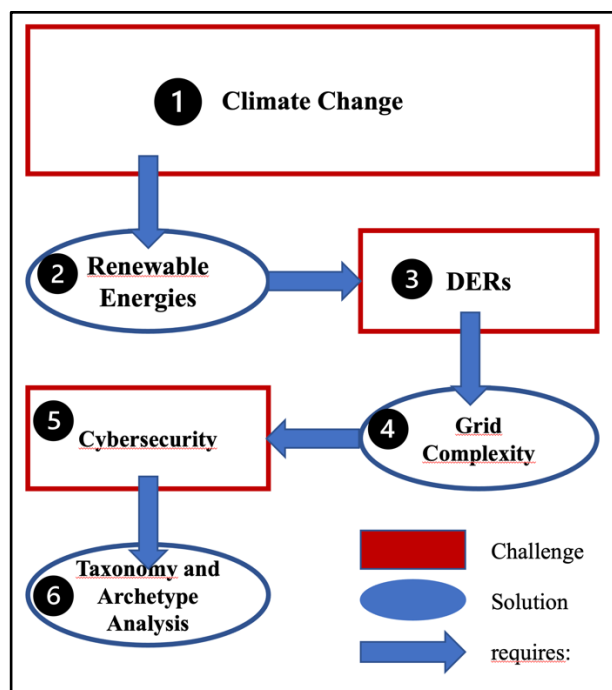 1 Climate Change
2 Renewable
Energies
3 DERs
4 Grid
Complexity
5
Cybersecurity
6 Taxonomy and
Archetype
Analysis
Challenge
Solution
requires: